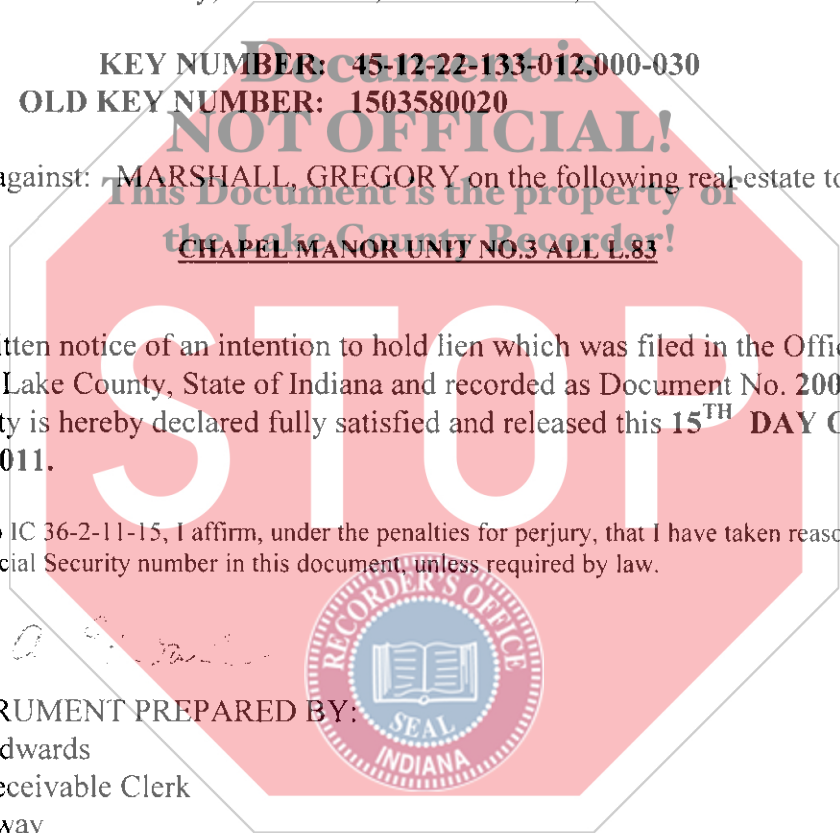 KEY NUMBER: 45-12-22-133-012.000-030
OLD KEY NUMBER: 1503580020
Document is
NOT OFFICIAL!
This Document is the property of
the Lake County Recorder!
against: MARSHALL, GREGORY on the following real estate to
CHAPEL MANOR UNIT NO.3 ALL L.83
STOP
itten notice of an intention to hold lien which was filed in the Offi
Lake County, State of Indiana and recorded as Document No. 200
ty is hereby declared fully satisfied and released this 15TH DAY
011.
IC 36-2-11-15, I affirm, under the penalties for perjury, that I have taken reaso
cial Security number in this document, unless required by law.
RECORDER'S OFFICE
SEAL
INDIANA
RUMENT PREPARED BY:
dwards
eceivable Clerk
way